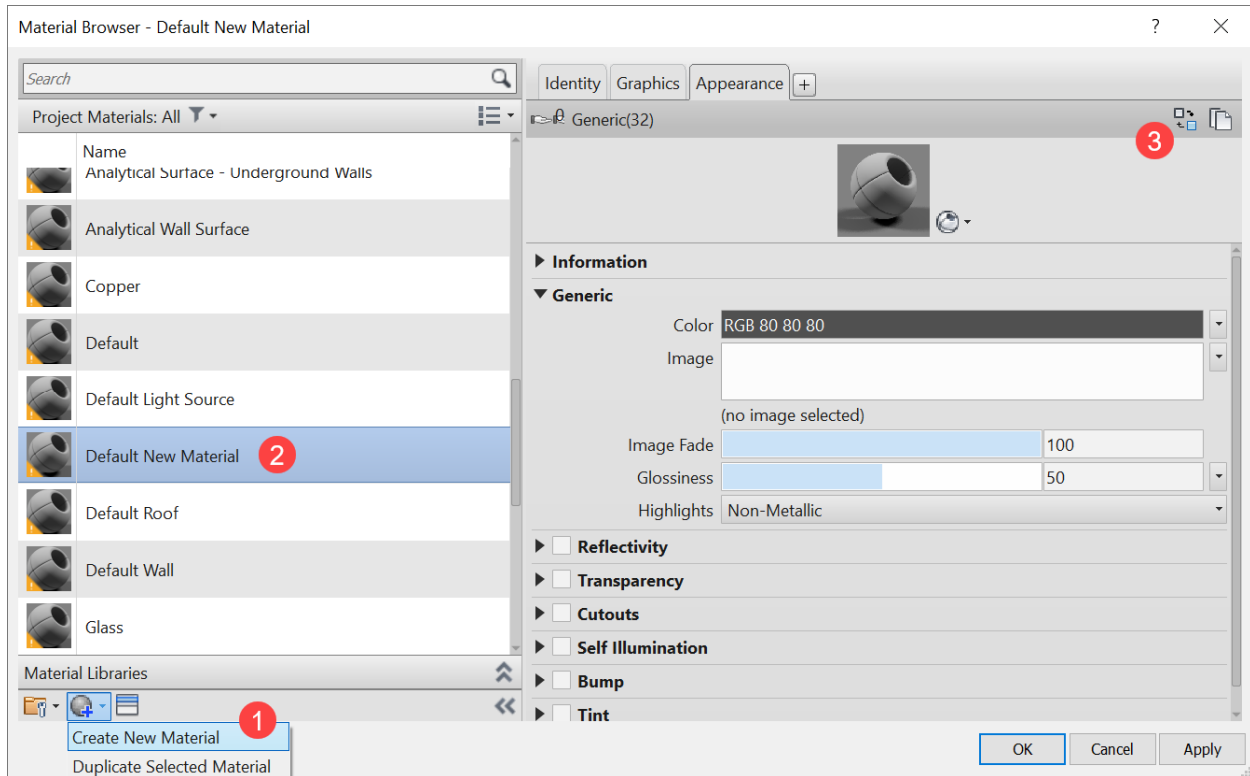 Material Browser - Default New Material
?
Search
Project Materials: All
Name
Analytical Surface - Underground Walls
Analytical Wall Surface
Copper
Default
Default Light Source
Default New Material
2
Default Roof
Default Wall
Glass
Material Libraries
1
Create New Material
Duplicate Selected Material
Identity Graphics Appearance +
Generic(32)
3
Information
Generic
Color RGB 80 80 80
Image
(no image selected)
Image Fade 100
Glossiness 50
Highlights Non-Metallic
Reflectivity
Transparency
Cutouts
Self Illumination
Bump
Tint
OK Cancel Apply